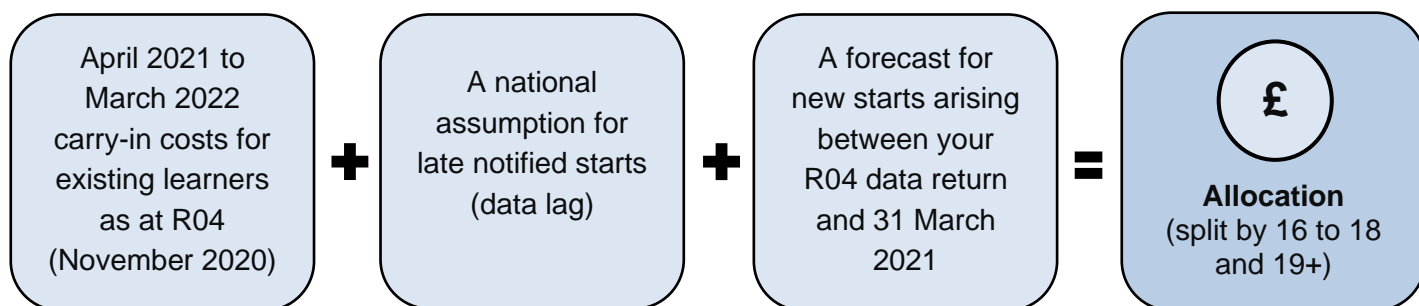 April 2021 to
March 2022
carry-in costs for
existing learners
as at R04
(November 2020)
+
A national
assumption for
late notified starts
(data lag)
+
A forecast for
new starts arising
between your
R04 data return
and 31 March
2021
=
£
Allocation
(split by 16 to 18
and 19+)